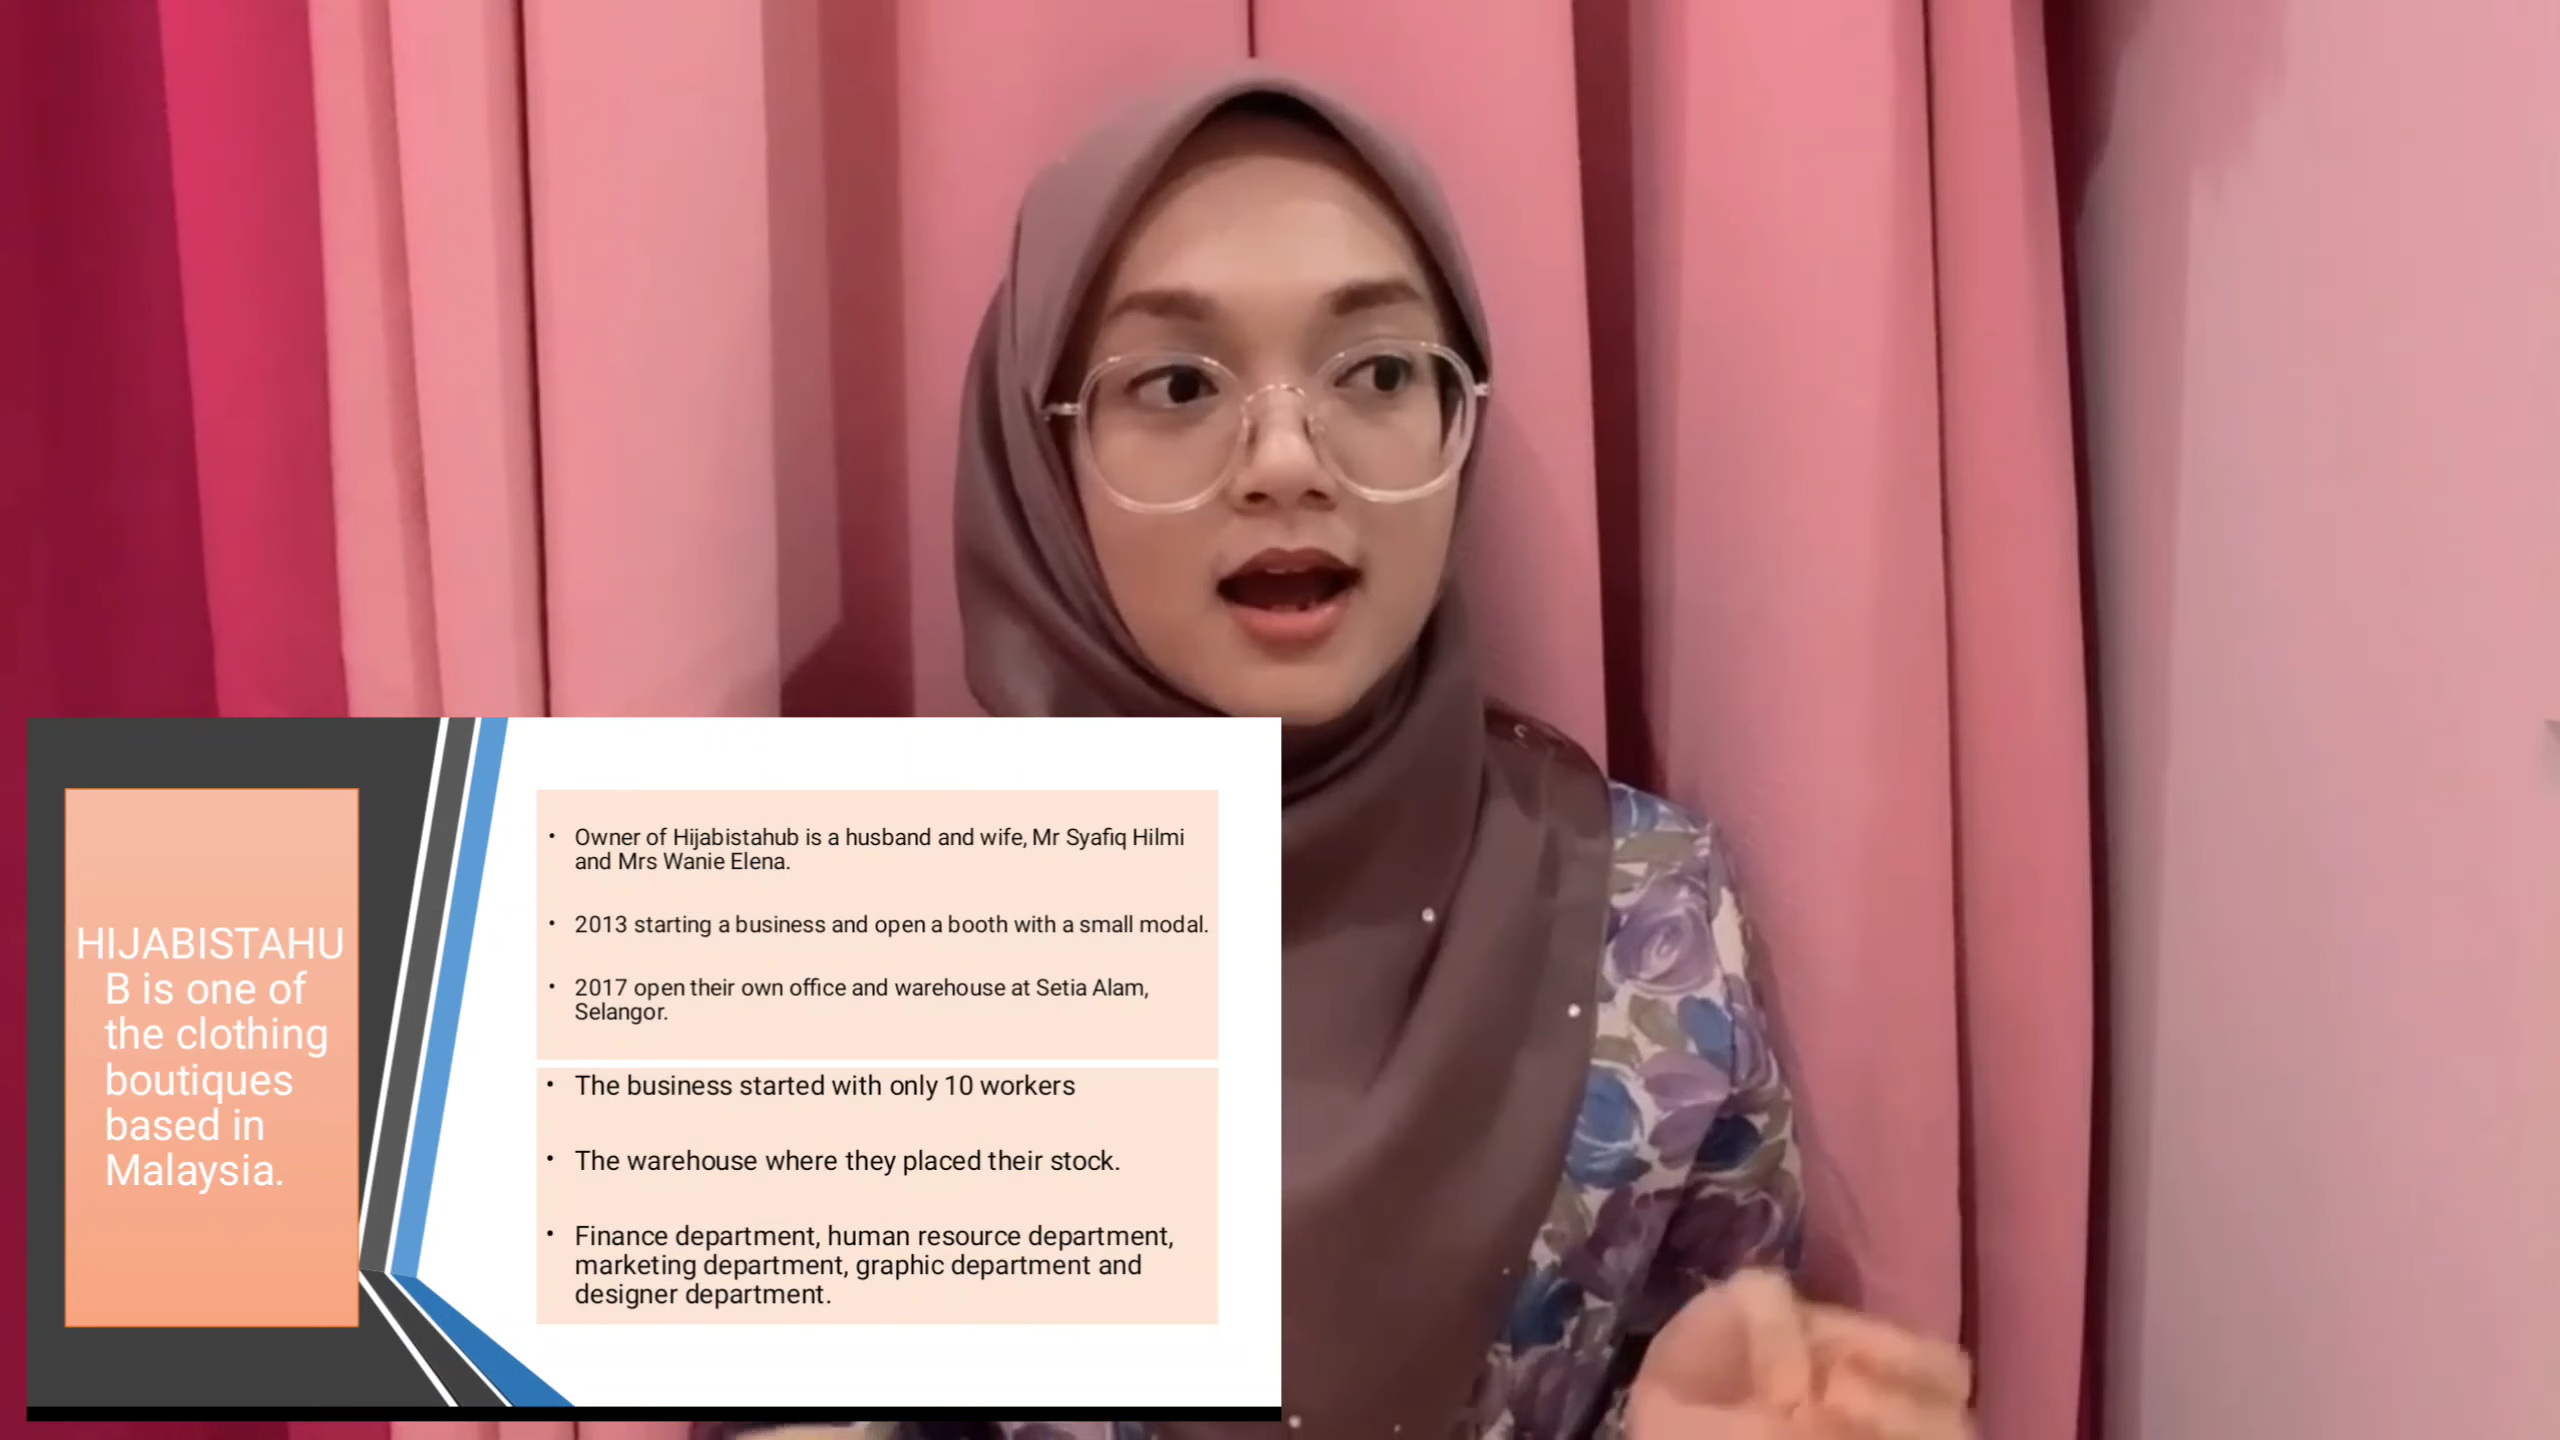 HIJABISTAHU
B is one of
the clothing
boutiques
based in
Malaysia.
• Owner of Hijabistahub is a husband and wife, Mr Syafiq Hilmi
and Mrs Wanie Elena.
• 2013 starting a business and open a booth with a small modal.
• 2017 open their own office and warehouse at Setia Alam,
Selangor.
• The business started with only 10 workers
• The warehouse where they placed their stock.
• Finance department, human resource department,
marketing department, graphic department and
designer department.